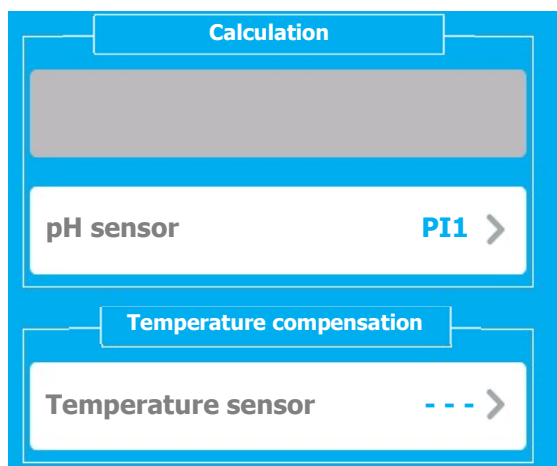 Calculation
pH sensor PI1
Temperature compensation
Temperature sensor - - -